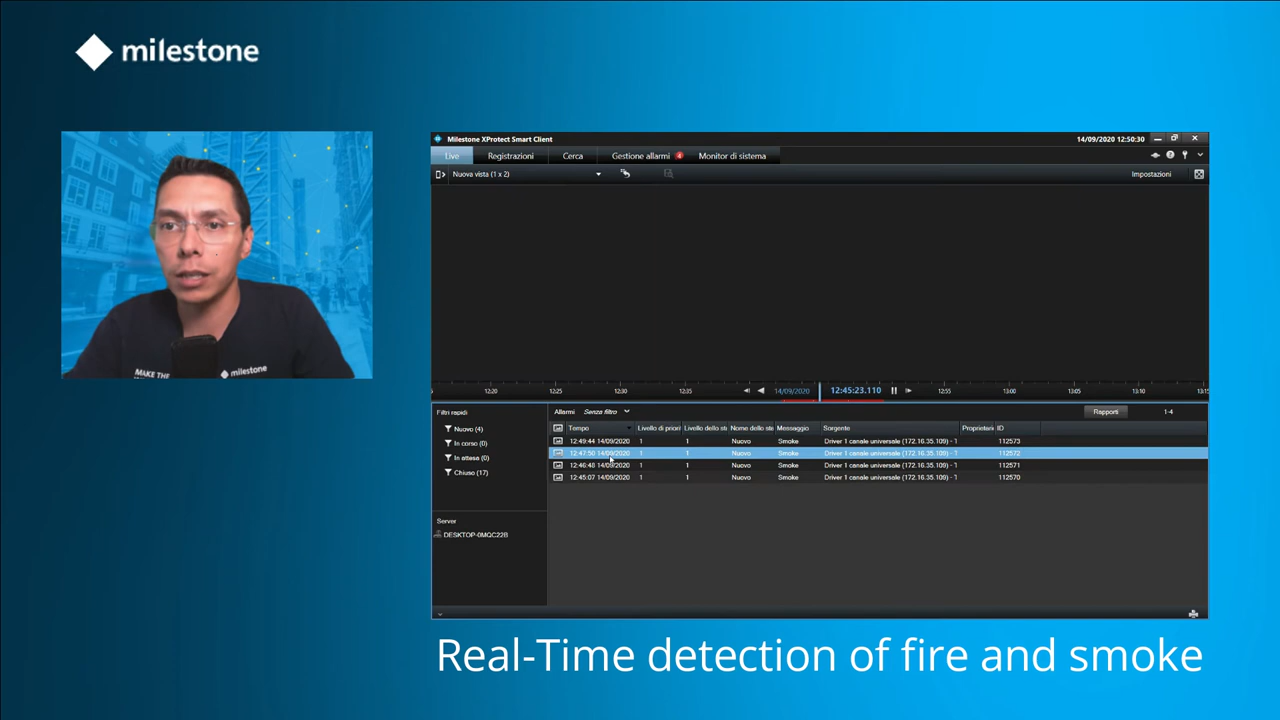 milestone
MAKE THE
milestone
Milestone XProtect Smart Client 14/09/2020 12:50:30
Live Registrazioni Cerca Gestione allarmi 4 Monitor di sistema
Nuova vista (1 x 2) Impostazioni
12:20 12:25 12:30 12:35 14/09/2020 12:45:23.110 12:55 13:00 13:05 13:10 13:15
Filtri rapidi Allarmi Senza filtro Rapporti 1-4
Nuovo (4)
In corso (0)
In attesa (0)
Chiuso (17)
Tempo Livello di priori Livello dello st Nome dello sta Messaggio Sorgente Proprietari ID
12:49:44 14/09/2020 1 1 Nuovo Smoke Driver 1 canale universale (172.16.35.109) - 1 112573
12:47:50 14/09/2020 1 1 Nuovo Smoke Driver 1 canale universale (172.16.35.109) - 1 112572
12:46:48 14/09/2020 1 1 Nuovo Smoke Driver 1 canale universale (172.16.35.109) - 1 112571
12:45:07 14/09/2020 1 1 Nuovo Smoke Driver 1 canale universale (172.16.35.109) - 1 112570
Server
DESKTOP-0MQC22B
Real-Time detection of fire and smoke